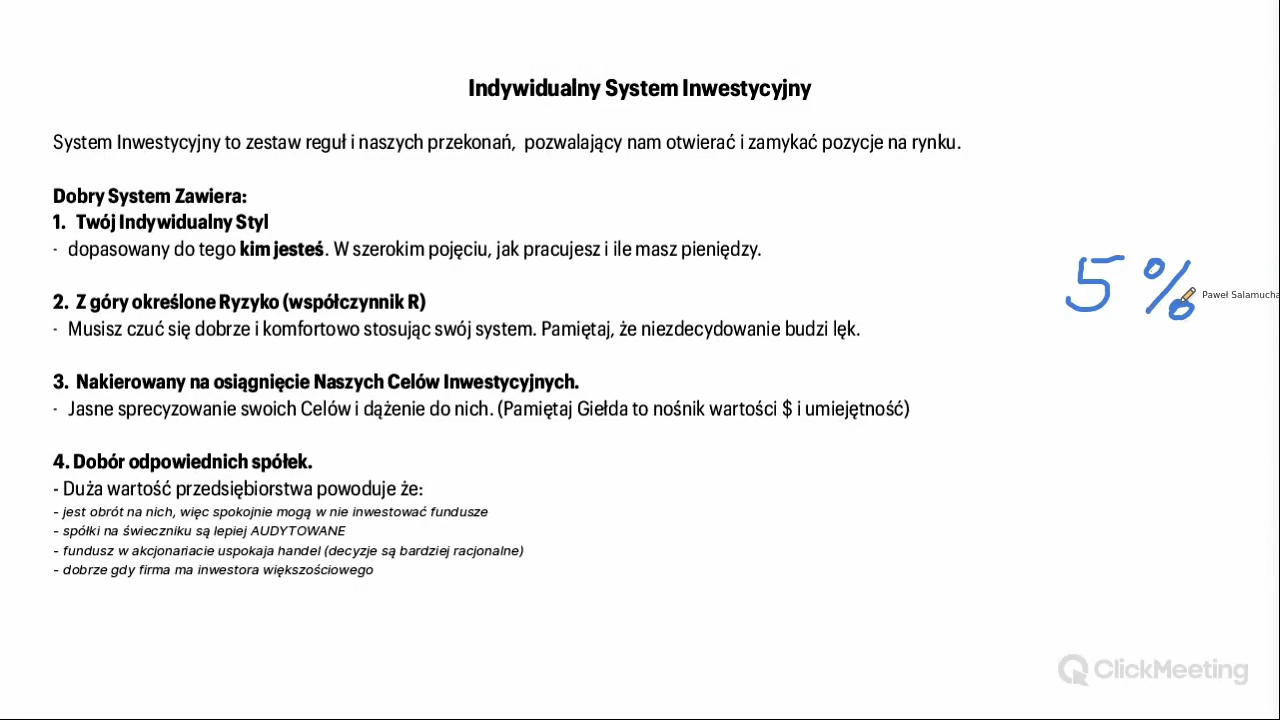 Indywidualny System Inwestycyjny
System Inwestycyjny to zestaw reguł i naszych przekonań, pozwalający nam otwierać i zamykać pozycje na rynku.
Dobry System Zawiera:
1. Twój Indywidualny Styl
- dopasowany do tego kim jesteś. W szerokim pojęciu, jak pracujesz i ile masz pieniędzy.
2. Z góry określone Ryzyko (współczynnik R)
- Musisz czuć się dobrze i komfortowo stosując swój system. Pamiętaj, że niezdecydowanie budzi lęk.
5 %
Paweł Salamucha
3. Nakierowany na osiągnięcie Naszych Celów Inwestycyjnych.
- Jasne sprecyzowanie swoich Celów i dążenie do nich. (Pamiętaj Giełda to nośnik wartości $ i umiejętność)
4. Dobór odpowiednich spółek.
- Duża wartość przedsiębiorstwa powoduje że:
- jest obrót na nich, więc spokojnie mogą w nie inwestować fundusze
- spółki na świeczniku są lepiej AUDYTOWANE
- fundusz w akcjonariacie uspokaja handel (decyzje są bardziej racjonalne)
- dobrze gdy firma ma inwestora większościowego
ClickMeeting